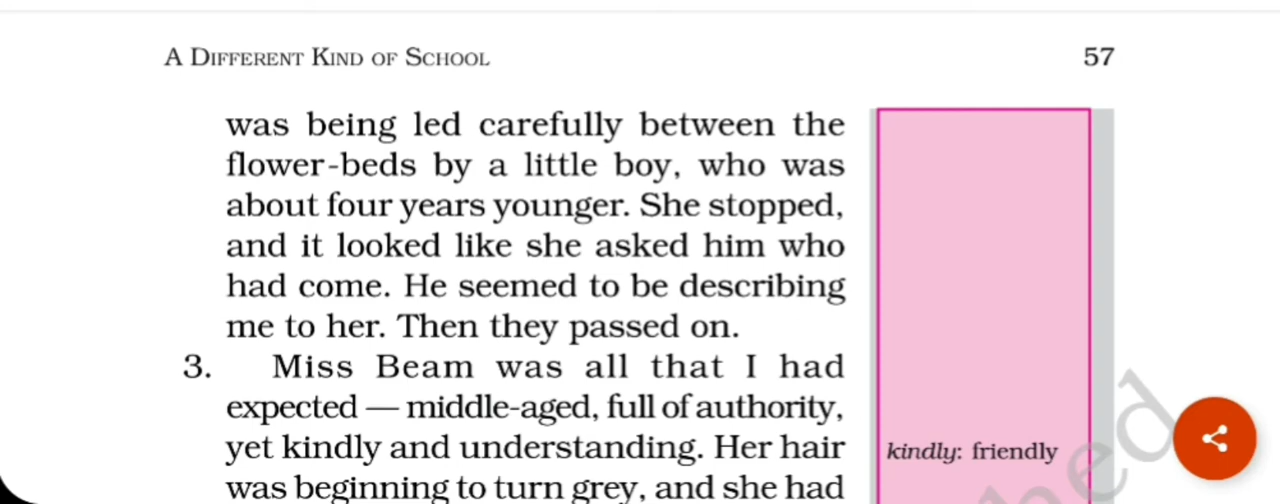 A DIFFERENT KIND OF SCHOOL 57
was being led carefully between the
flower-beds by a little boy, who was
about four years younger. She stopped,
and it looked like she asked him who
had come. He seemed to be describing
me to her. Then they passed on.
3. Miss Beam was all that I had
expected — middle-aged, full of authority,
yet kindly and understanding. Her hair
was beginning to turn grey, and she had
kindly: friendly